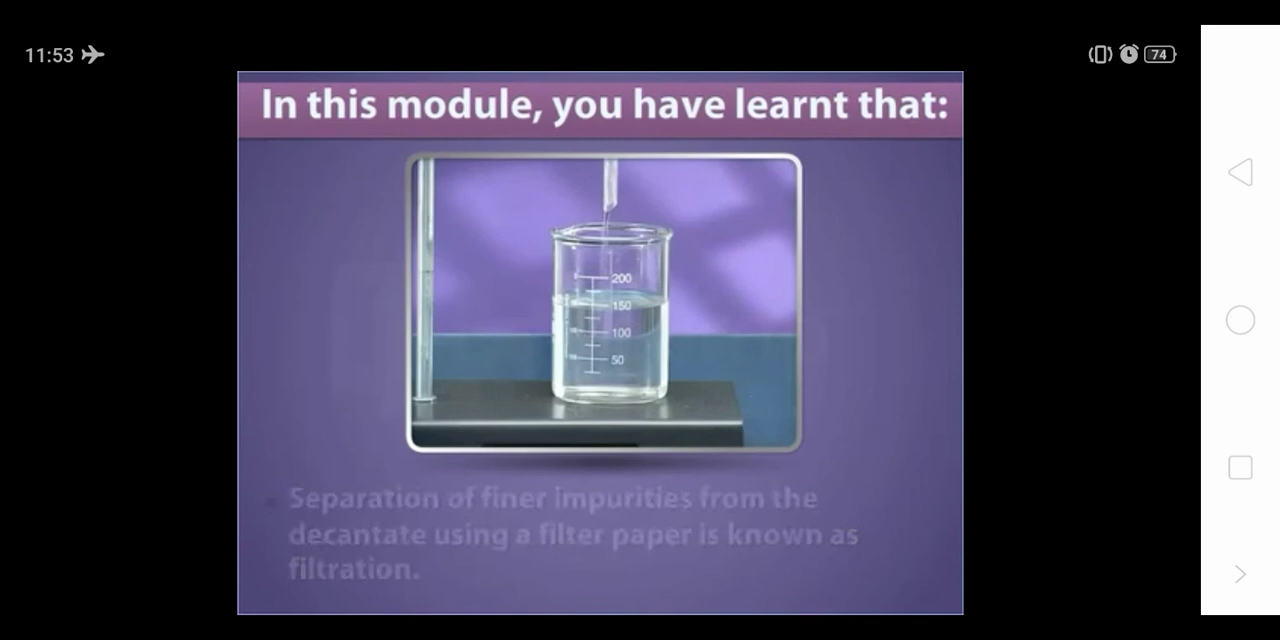 11:53
74
In this module, you have learnt that:
200
150
100
50
Separation of finer impurities from the
decantate using a filter paper is known as
filtration.